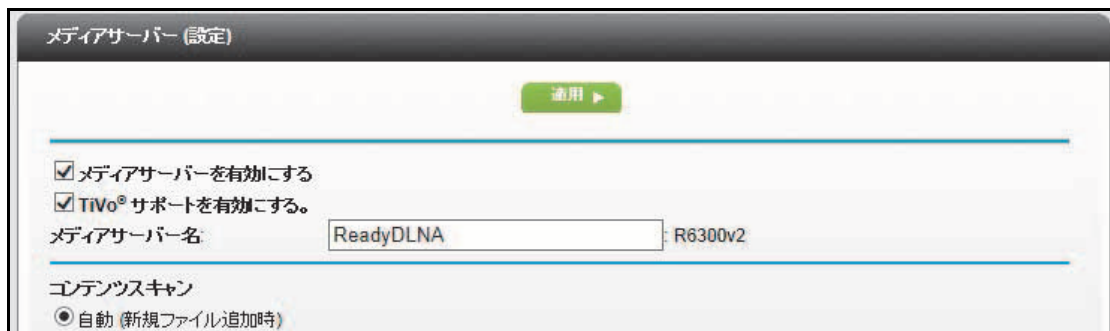 メディアサーバー (設定)
適用
メディアサーバーを有効にする
TiVo® サポートを有効にする。
メディアサーバー名: ReadyDLNA : R6300v2
コンテンツスキャン
自動 (新規ファイル追加時)